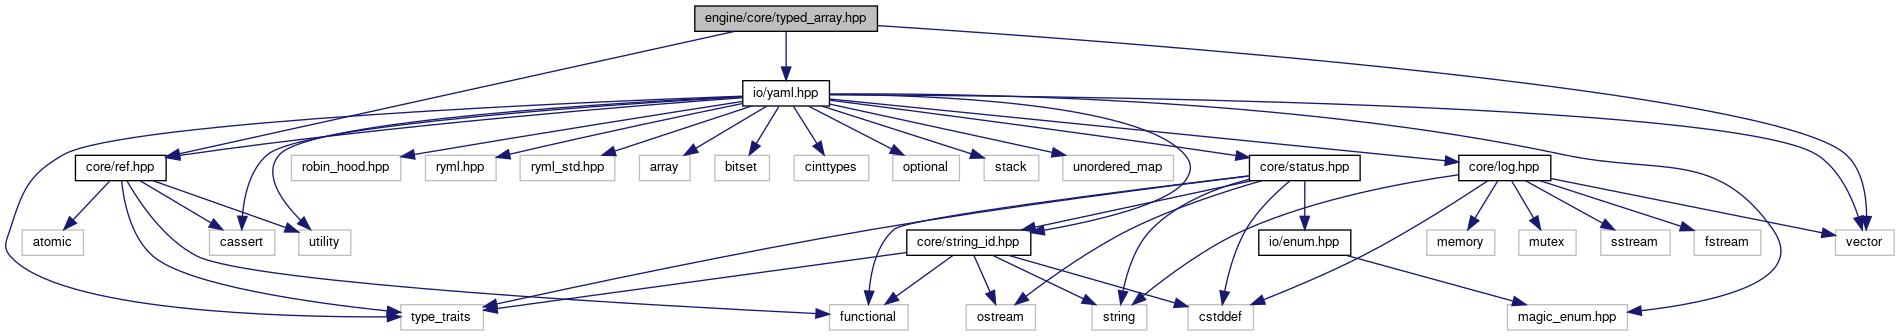 engine/core/typed_array.hpp
io/yaml.hpp
core/ref.hpp
robin_hood.hpp
ryml.hpp
ryml_std.hpp
array
bitset
cinttypes
optional
stack
unordered_map
core/status.hpp
core/log.hpp
atomic
cassert
utility
core/string_id.hpp
io/enum.hpp
memory
mutex
sstream
fstream
vector
type_traits
functional
ostream
string
cstddef
magic_enum.hpp